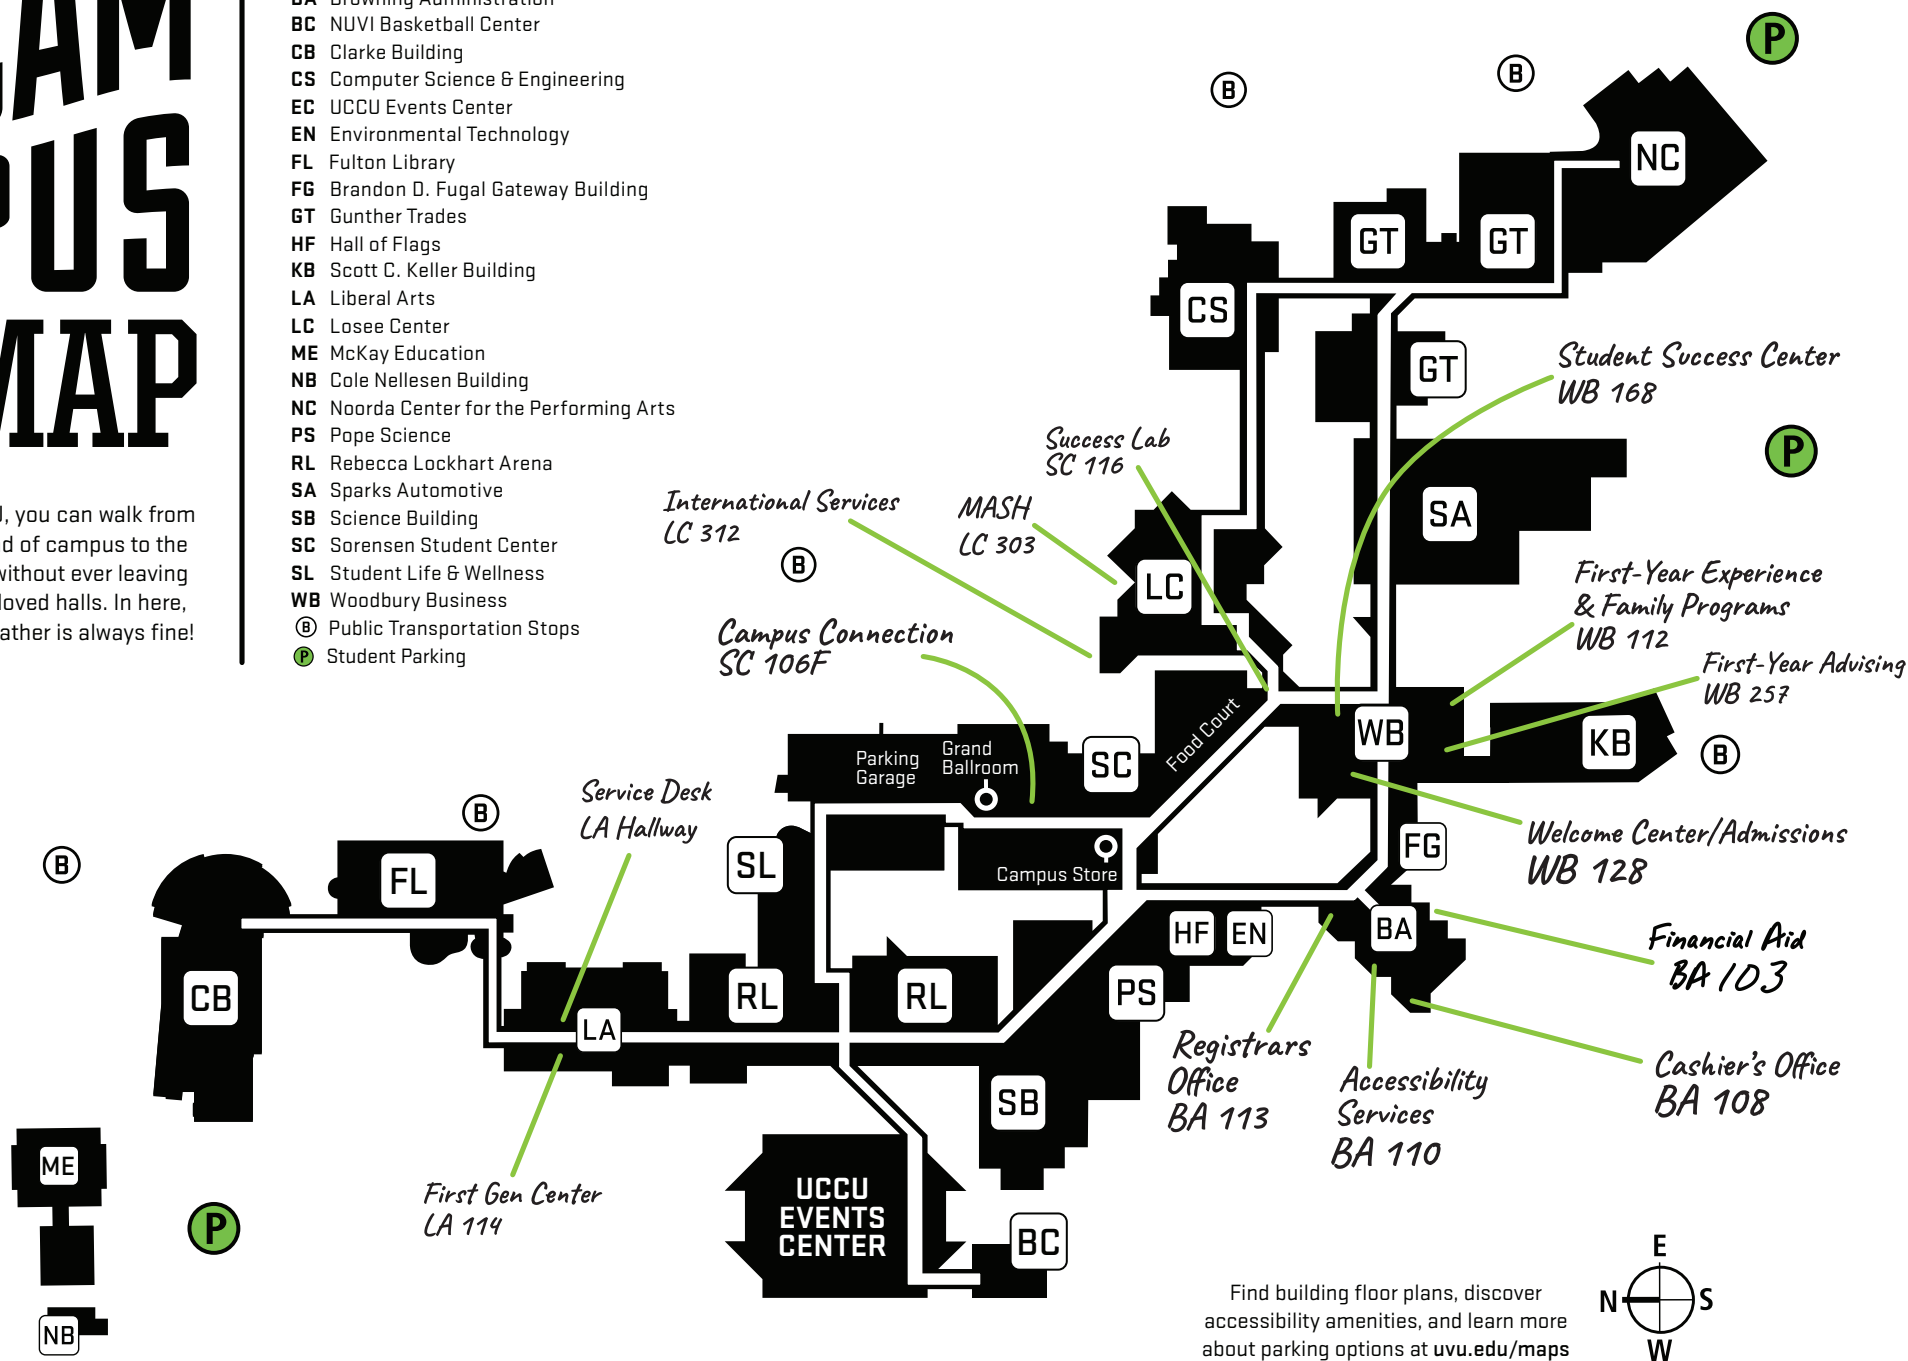 AM
PUS
MAP
you can walk from
of campus to the
without ever leaving
halls. In here,
is always fine!
BA Browning Administration
BC NUVI Basketball Center
CB Clarke Building
CS Computer Science & Engineering
EC UCCU Events Center
EN Environmental Technology
FL Fulton Library
FG Brandon D. Fugal Gateway Building
GT Gunther Trades
HF Hall of Flags
KB Scott C. Keller Building
LA Liberal Arts
LC Losee Center
ME McKay Education
NB Cole Nellesen Building
NC Noorda Center for the Performing Arts
PS Pope Science
RL Rebecca Lockhart Arena
SA Sparks Automotive
SB Science Building
SC Sorensen Student Center
SL Student Life & Wellness
WB Woodbury Business
B Public Transportation Stops
P Student Parking
P
B
B
NC
GT
GT
CS
GT
Student Success Center
WB 168
P
Success Lab
SC 116
International Services
LC 312
MASH
LC 303
SA
B
LC
First-Year Experience
& Family Programs
WB 112
Campus Connection
SC 106F
First-Year Advising
WB 257
Food Court
WB
KB
B
Parking
Garage
Grand
Ballroom
SC
Service Desk
LA Hallway
B
B
FL
SL
Campus Store
FG
Welcome Center/Admissions
WB 128
HF
EN
BA
Financial Aid
BA 103
CB
RL
RL
PS
LA
Registrars
Office
BA 113
Accessibility
Services
BA 110
Cashier's Office
BA 108
SB
ME
P
First Gen Center
LA 114
UCCU
EVENTS
CENTER
BC
NB
Find building floor plans, discover
accessibility amenities, and learn more
about parking options at uvu.edu/maps
E
N
S
W